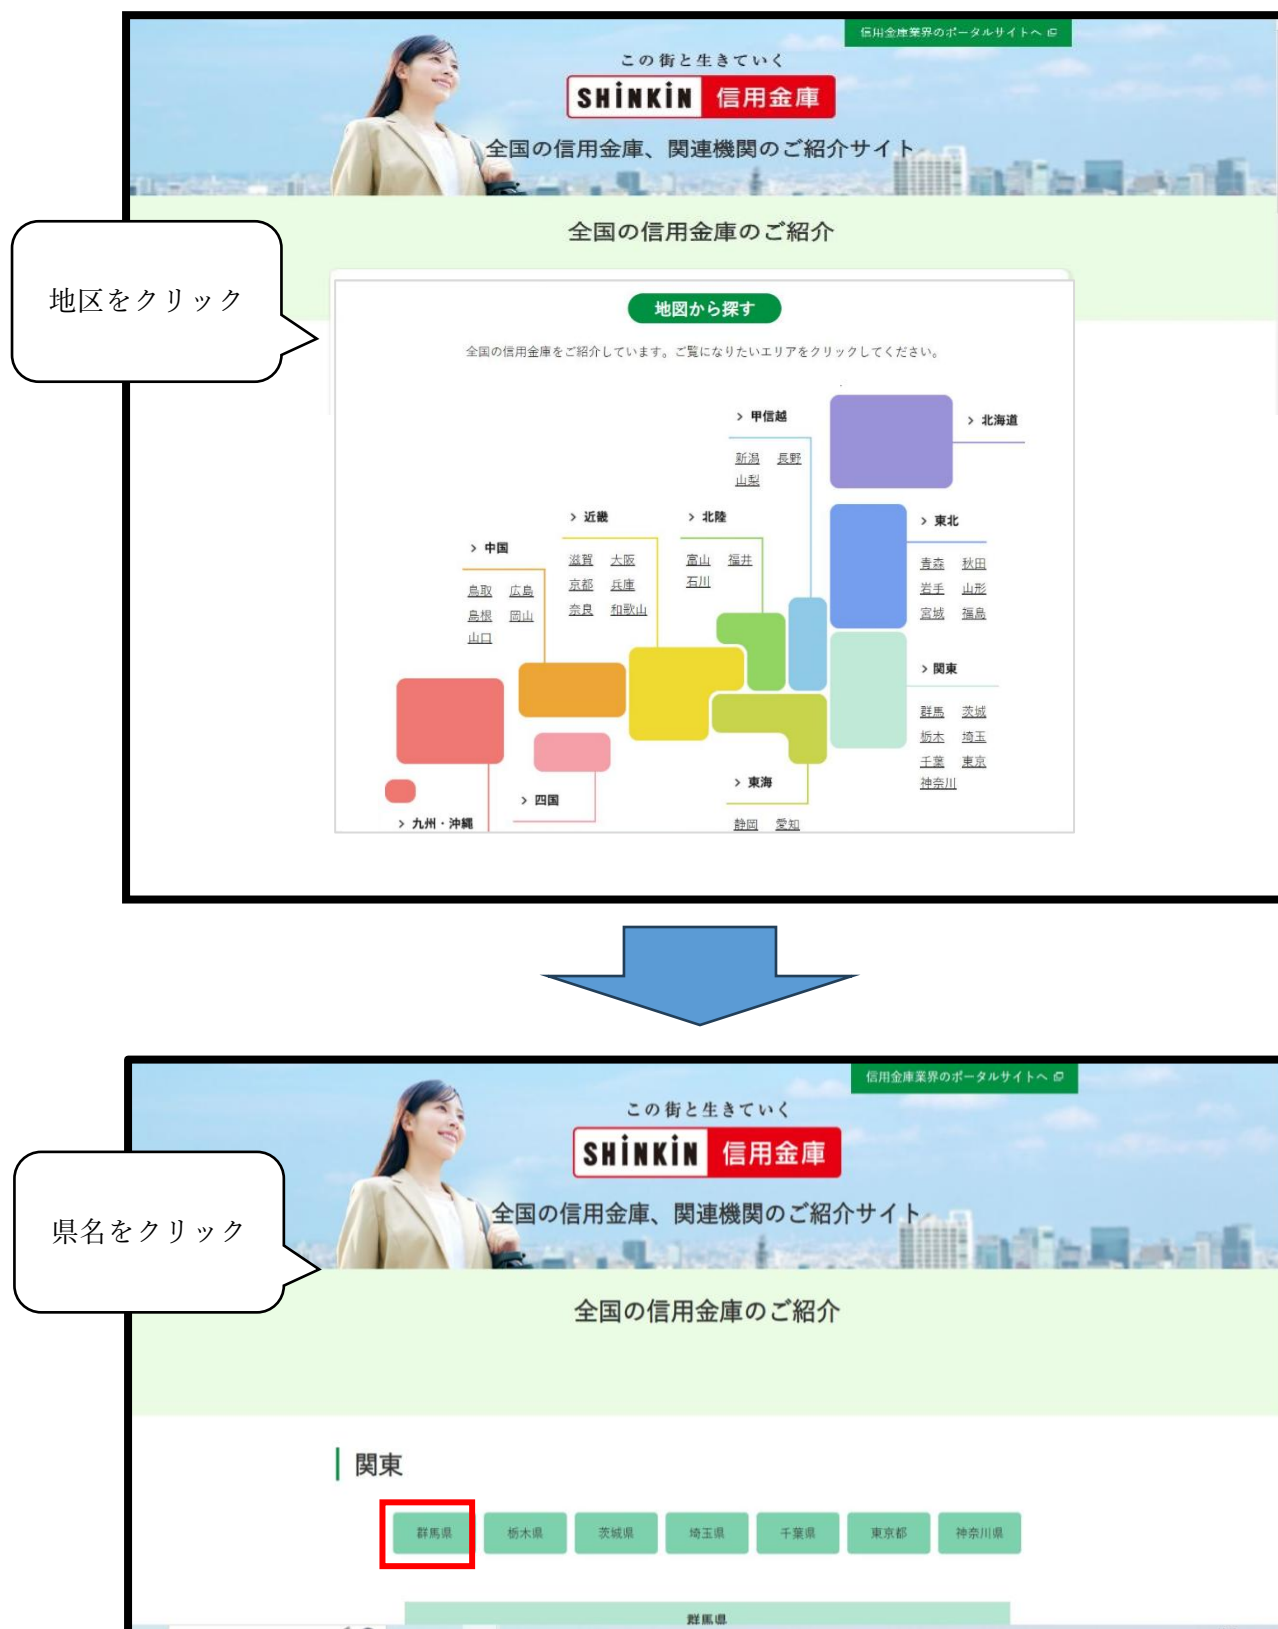 信用金庫業界のポータルサイトへ
この街と生きていく
SHINKIN 信用金庫
全国の信用金庫、関連機関のご紹介サイト
全国の信用金庫のご紹介
地区をクリック
地図から探す
全国の信用金庫をご紹介しています。ご覧になりたいエリアをクリックしてください。
> 甲信越
新潟 長野
山梨
> 北海道
> 近畿
滋賀 大阪
京都 兵庫
奈良 和歌山
> 北陸
富山 福井
石川
> 東北
青森 秋田
岩手 山形
宮城 福島
> 中国
鳥取 広島
島根 岡山
山口
> 関東
群馬 茨城
栃木 埼玉
千葉 東京
神奈川
> 東海
静岡 愛知
> 四国
> 九州・沖縄
信用金庫業界のポータルサイトへ
この街と生きていく
SHINKIN 信用金庫
全国の信用金庫、関連機関のご紹介サイト
県名をクリック
全国の信用金庫のご紹介
関東
群馬県 栃木県 茨城県 埼玉県 千葉県 東京都 神奈川県
群馬県